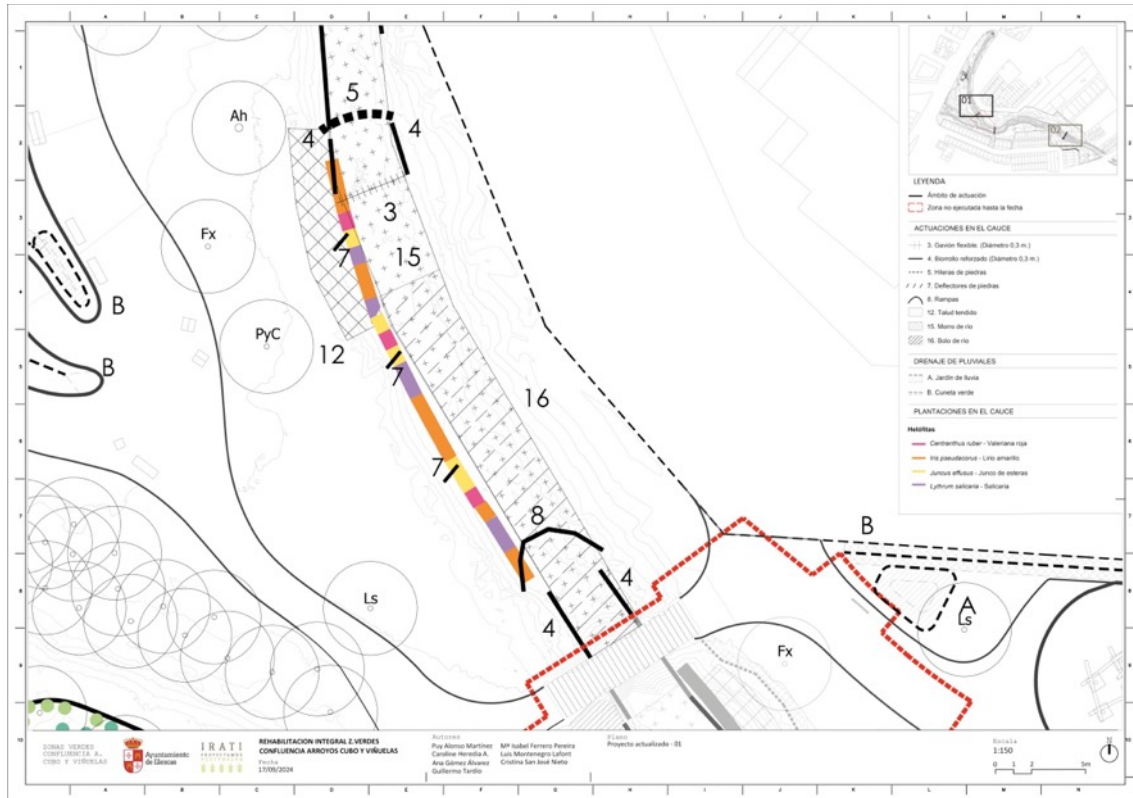 A B C D E F G H I J K L M N
01
02
LEYENDA
Ámbito de actuación
Zona no ejecutada hasta la fecha
ACTUACIONES EN EL CAUCE
3. Gavión flexible. (Diámetro 0,3 m.)
4. Biorrollo reforzado (Diámetro 0,3 m.)
5. Hileras de piedras
7. Deflectores de piedras
8. Rampas
12. Talud tendido
15. Morro de río
16. Bolo de río
DRENAJE DE PLUVIALES
A. Jardín de lluvia
B. Cuneta verde
PLANTACIONES EN EL CAUCE
Helófitas
Centranthus ruber - Valeriana roja
Iris pseudacorus - Lirio amarillo
Juncus effusus - Junco de esteras
Lythrum salicaria - Salicaria
5
Ah
4
4
3
Fx
7
15
B
PyC
12
B
7
16
7
8
B
4
Ls
A
Ls
4
Fx
ZONAS VERDES
CONFLUENCIA A.
CUBO Y VIÑUELAS
Ayuntamiento
de Illescas
IRATI
REHABILITACION INTEGRAL Z.VERDES
CONFLUENCIA ARROYOS CUBO Y VIÑUELAS
Fecha
17/09/2024
Autores
Puy Alonso Martínez
Caroline Heredia A.
Ana Gómez Álvarez
Guillermo Tardío
Mª Isabel Ferrero Pereira
Luis Montenegro Lafont
Cristina San José Nieto
Plano
Proyecto actualizado - 01
Escala
1:150
0 1 2 5m
A B C D E F G H I J K L M N